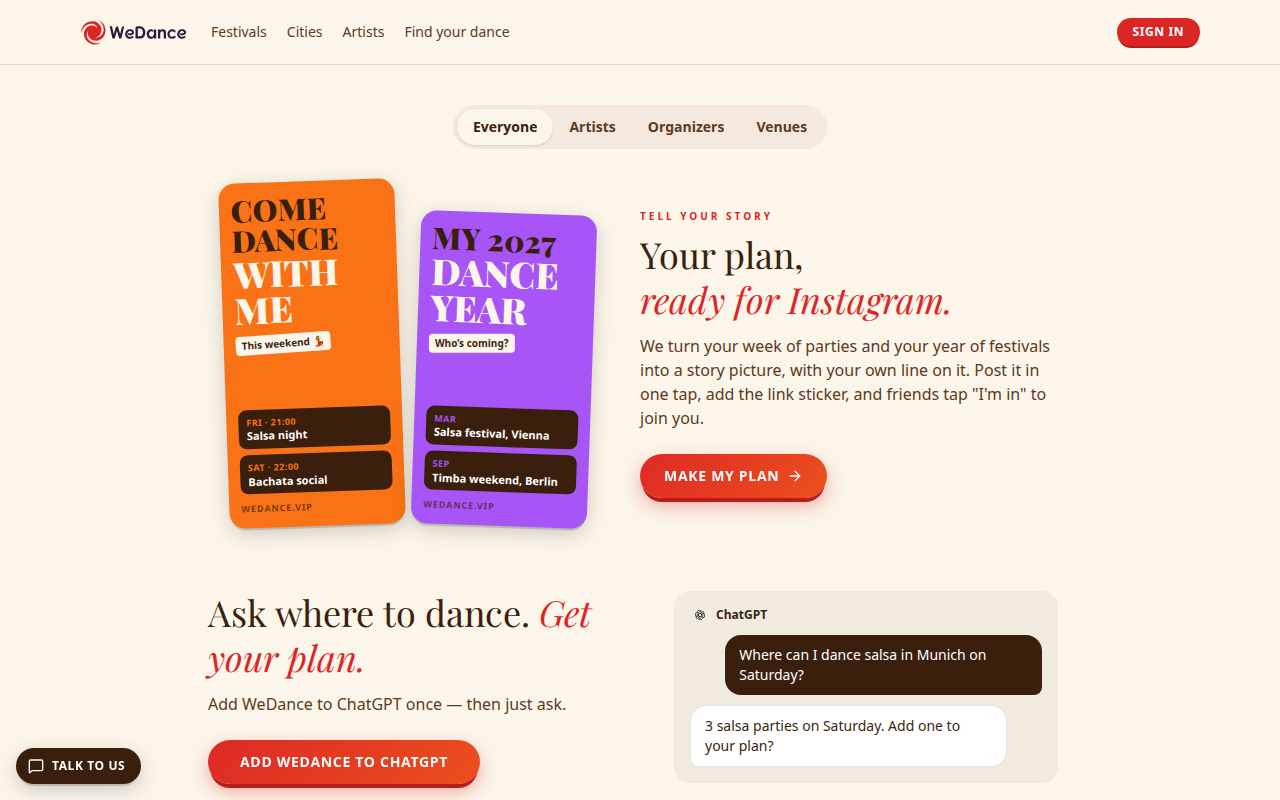 WeDance
Festivals
Cities
Artists
Find your dance
SIGN IN
Everyone
Artists
Organizers
Venues
COME
DANCE
WITH
ME
This weekend 💃
FRI · 21:00
Salsa night
SAT · 22:00
Bachata social
WEDANCE.VIP
MY 2027
DANCE
YEAR
Who's coming?
MAR
Salsa festival, Vienna
SEP
Timba weekend, Berlin
WEDANCE.VIP
TELL YOUR STORY
Your plan,
ready for Instagram.
We turn your week of parties and your year of festivals
into a story picture, with your own line on it. Post it in
one tap, add the link sticker, and friends tap "I'm in" to
join you.
MAKE MY PLAN →
Ask where to dance. Get
your plan.
Add WeDance to ChatGPT once — then just ask.
ADD WEDANCE TO CHATGPT
ChatGPT
Where can I dance salsa in Munich on
Saturday?
3 salsa parties on Saturday. Add one to
your plan?
TALK TO US